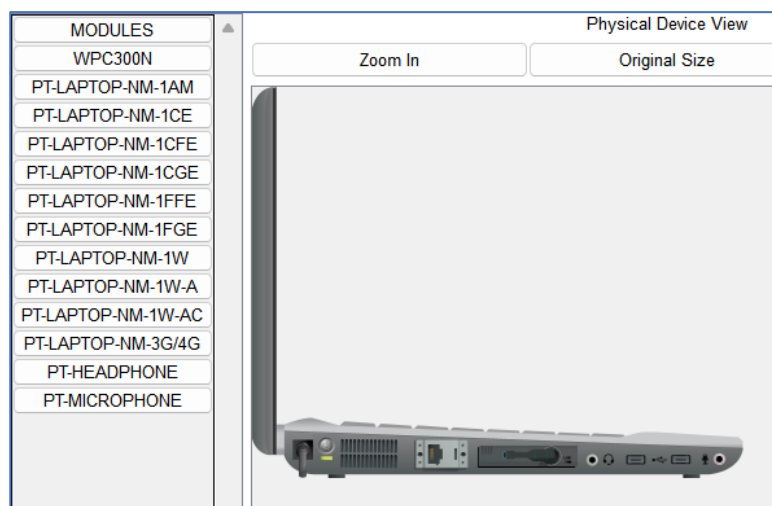 MODULES
WPC300N
PT-LAPTOP-NM-1AM
PT-LAPTOP-NM-1CE
PT-LAPTOP-NM-1CFE
PT-LAPTOP-NM-1CGE
PT-LAPTOP-NM-1FFE
PT-LAPTOP-NM-1FGE
PT-LAPTOP-NM-1W
PT-LAPTOP-NM-1W-A
PT-LAPTOP-NM-1W-AC
PT-LAPTOP-NM-3G/4G
PT-HEADPHONE
PT-MICROPHONE
Physical Device View
Zoom In
Original Size